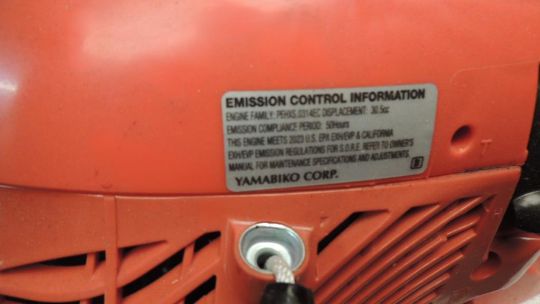 EMISSION CONTROL INFORMATION
ENGINE FAMILY: PEHXS.0314EC DISPLACEMENT: 30.5cc
EMISSION COMPLIANCE PERIOD: 50Hours
THIS ENGINE MEETS 2023 U.S. EPA EXH/EVP & CALIFORNIA
EXH/EVP EMISSION REGULATIONS FOR S.O.R.E. REFER TO OWNER'S
MANUAL FOR MAINTENANCE SPECIFICATIONS AND ADJUSTMENTS.
YAMABIKO CORP.
T